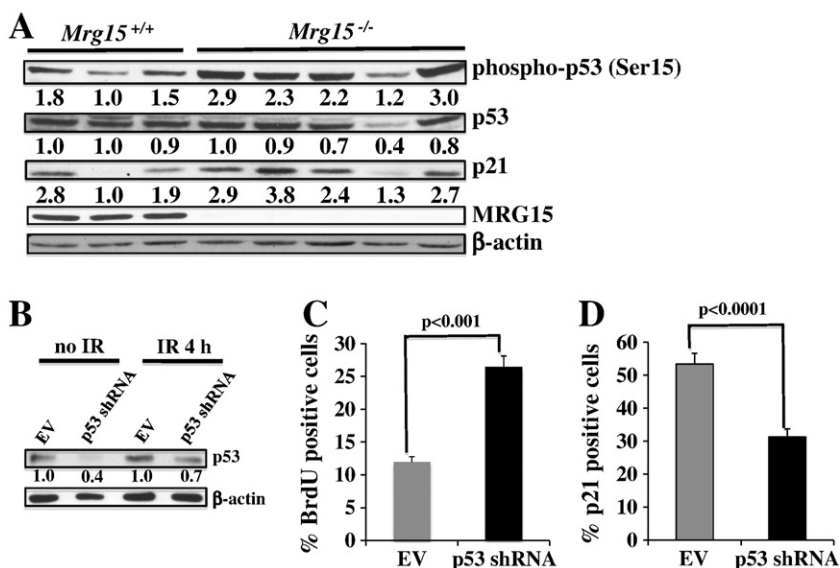 A
Mrg15 +/+
Mrg15 -/-
phospho-p53 (Ser15)
1.8 1.0 1.5 2.9 2.3 2.2 1.2 3.0
p53
1.0 1.0 0.9 1.0 0.9 0.7 0.4 0.8
p21
2.8 1.0 1.9 2.9 3.8 2.4 1.3 2.7
MRG15
β-actin
B
no IR IR 4 h
EV p53 shRNA EV p53 shRNA
p53
1.0 0.4 1.0 0.7
β-actin
C
p<0.001
% BrdU positive cells
30
25
20
15
10
5
0
EV p53 shRNA
D
p<0.0001
% p21 positive cells
60
50
40
30
20
10
0
EV p53 shRNA